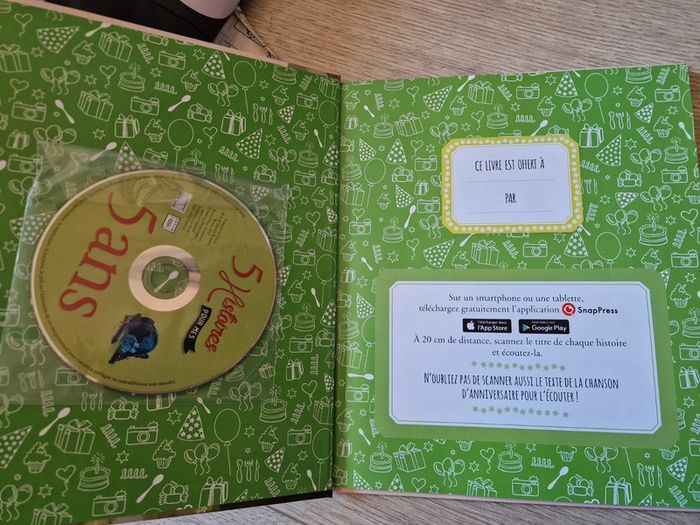 5 Histoires
POUR MES
5 ans
CE LIVRE EST OFFERT À
PAR
Sur un smartphone ou une tablette,
téléchargez gratuitement l'application SnapPress
Télécharger dans
l'App Store
Google Play
À 20 cm de distance, scannez le titre de chaque histoire
et écoutez-la.
N'OUBLIEZ PAS DE SCANNER AUSSI LE TEXTE DE LA CHANSON
D'ANNIVERSAIRE POUR L'ÉCOUTER !